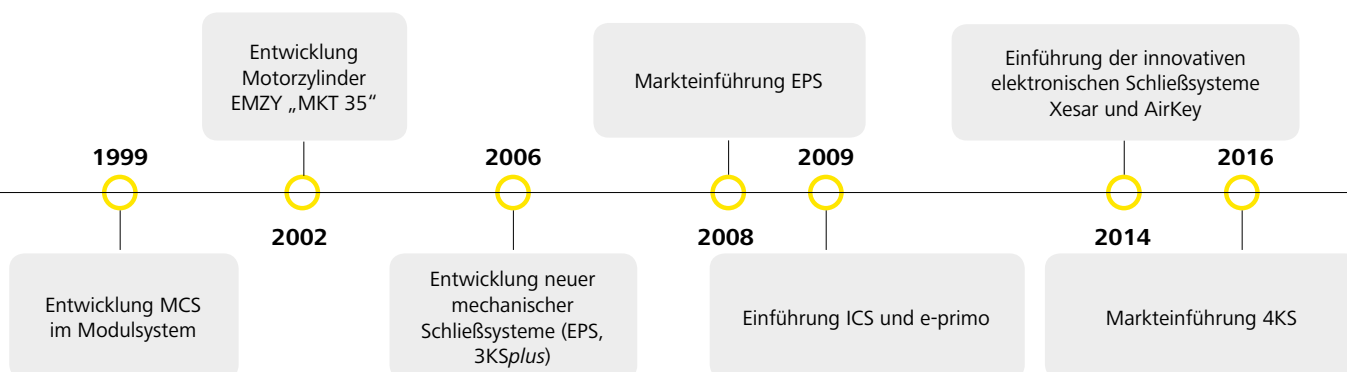 1999
Entwicklung MCS
im Modulsystem
Entwicklung
Motorzylinder
EMZY „MKT 35“
2002
2006
Entwicklung neuer
mechanischer
Schließsysteme (EPS,
3KSplus)
Markteinführung EPS
2008
2009
Einführung ICS und e-primo
Einführung der innovativen
elektronischen Schließsysteme
Xesar und AirKey
2014
2016
Markteinführung 4KS